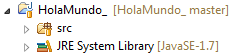 HolaMundo_ [HolaMundo_ master]
src
JRE System Library [JavaSE-1.7]